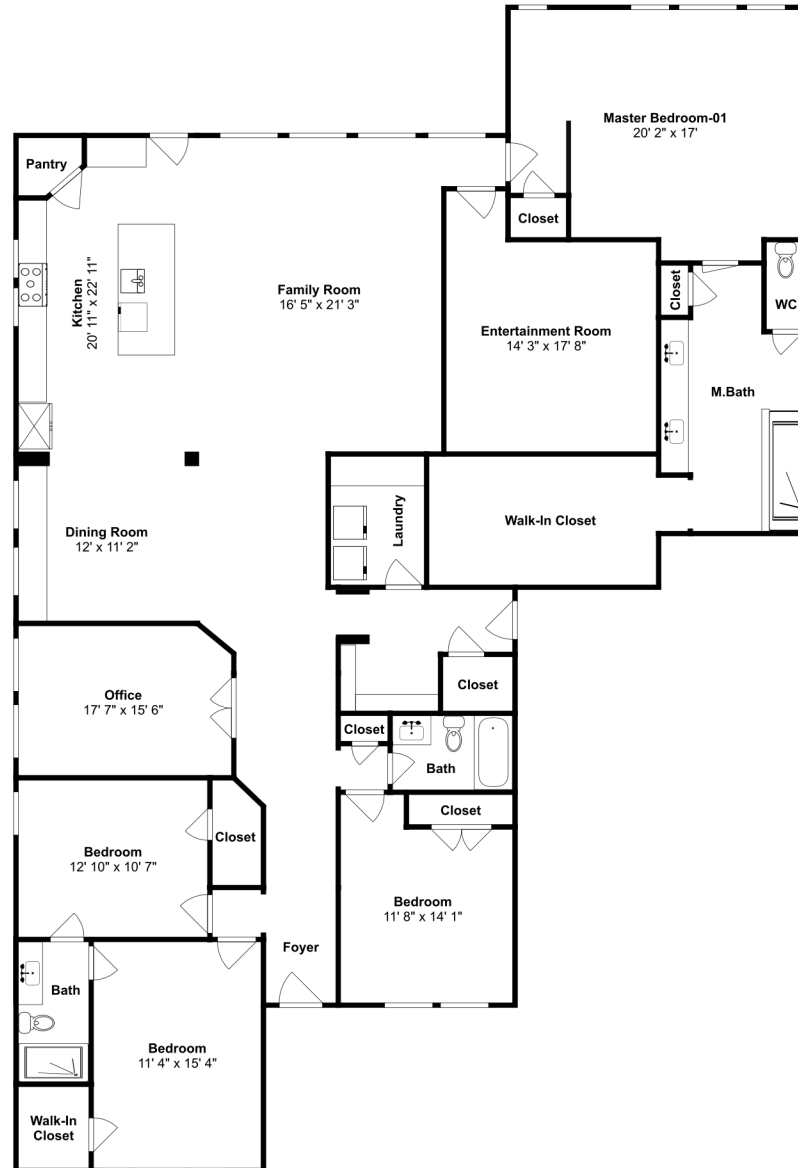 Master Bedroom-01
20' 2" x 17'
Pantry
Closet
Kitchen
20' 11" x 22' 11"
Family Room
16' 5" x 21' 3"
Closet
WC
Entertainment Room
14' 3" x 17' 8"
M.Bath
Laundry
Walk-In Closet
Dining Room
12' x 11' 2"
Office
17' 7" x 15' 6"
Closet
Closet
Bath
Closet
Closet
Bedroom
12' 10" x 10' 7"
Bedroom
11' 8" x 14' 1"
Foyer
Bath
Bedroom
11' 4" x 15' 4"
Walk-In
Closet